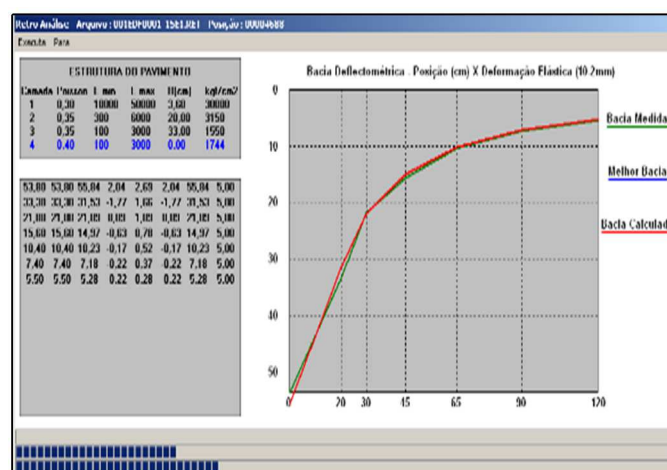 Retro Análise - Arquivo : 001EDF0001_15E1.RET - Posição : 00004688
Executa Para
ESTRUTURA DO PAVIMENTO
Camada Poisson E min E max H(cm) kgf/cm2
1 0,30 10000 50000 3,60 30000
2 0,35 300 6000 20,00 3150
3 0,35 100 3000 33,00 1550
4 0,40 100 3000 0.00 1744
53,80 53,80 55,84 2,04 2,69 2,04 55,84 5,00
33,30 33,30 31,53 -1,77 1,66 -1,77 31,53 5,00
5,00
15,60 15,60 14,97 -0,63 0,78 -0,63 14,97 5,00
10,40 10,40 10,23 -0,17 0,52 -0,17 10,23 5,00
7,40 7,40 7,18 -0,22 0,37 -0,22 7,18 5,00
5,50 5,50 5,28 -0,22 0,28 -0,22 5,28 5,00
Bacia Deflectométrica . Posição (cm) X Deformação Elástica (10-2mm)
0
10
20
30
40
50
0 20 30 45 65 90 120
Bacia Medida
Melhor Bacia
Bacia Calculad